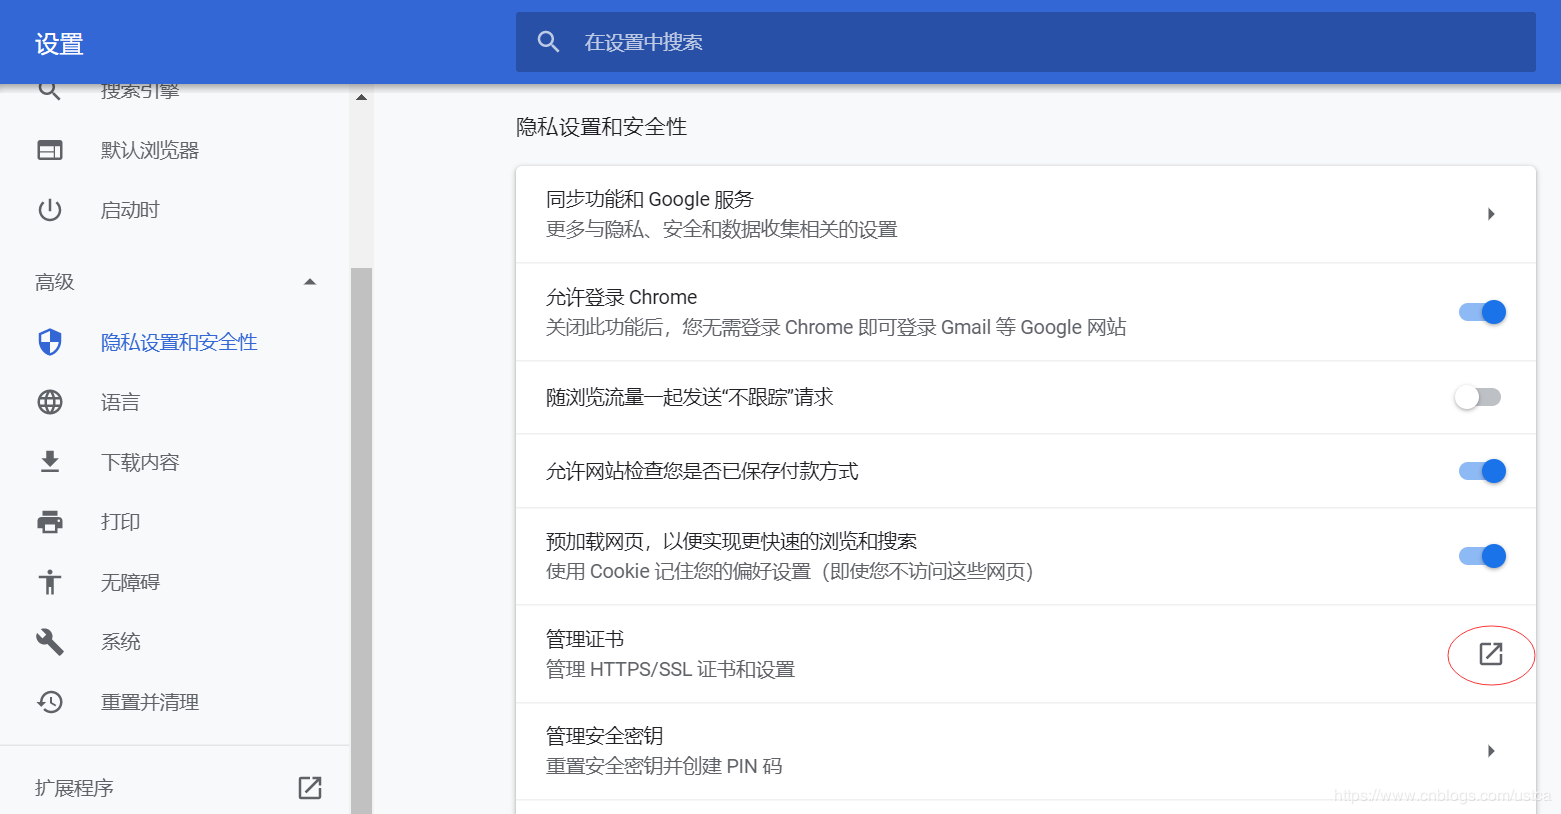 设置
在设置中搜索
搜索引擎
默认浏览器
启动时
高级
隐私设置和安全性
语言
下载内容
打印
无障碍
系统
重置并清理
扩展程序
隐私设置和安全性
同步功能和 Google 服务
更多与隐私、安全和数据收集相关的设置
允许登录 Chrome
关闭此功能后，您无需登录 Chrome 即可登录 Gmail 等 Google 网站
随浏览流量一起发送“不跟踪”请求
允许网站检查您是否已保存付款方式
预加载网页，以便实现更快速的浏览和搜索
使用 Cookie 记住您的偏好设置（即使您不访问这些网页）
管理证书
管理 HTTPS/SSL 证书和设置
管理安全密钥
重置安全密钥并创建 PIN 码
https://www.cnblogs.com/ustca